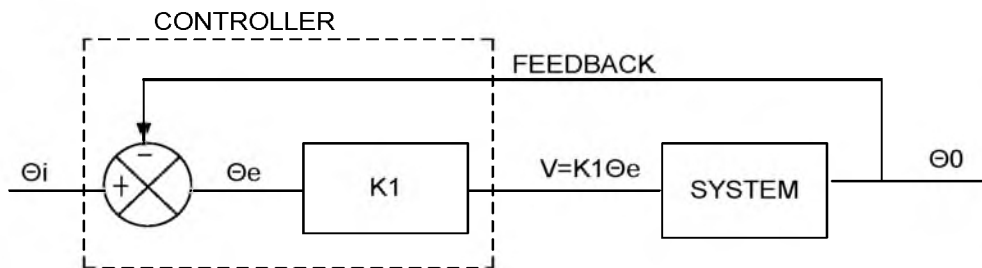 CONTROLLER
FEEDBACK
−
Θi
+
Θe
K1
V=K1Θe
SYSTEM
Θ0